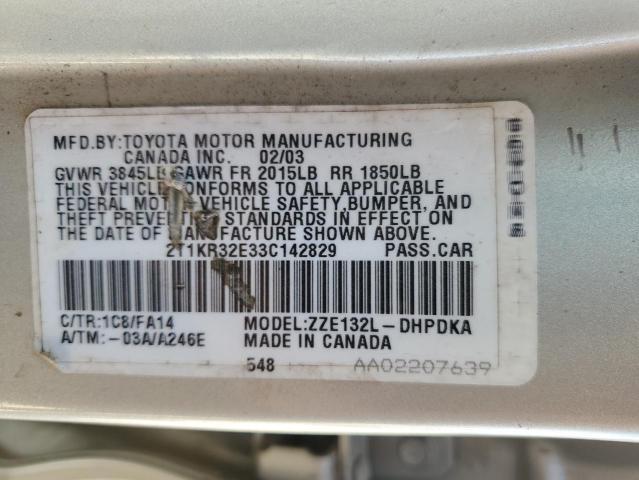 MFD.BY:TOYOTA MOTOR MANUFACTURING
CANADA INC. 02/03
GVWR 3845LB GAWR FR 2015LB RR 1850LB
THIS VEHICLE CONFORMS TO ALL APPLICABLE
FEDERAL MOTOR VEHICLE SAFETY,BUMPER, AND
THEFT PREVENTION STANDARDS IN EFFECT ON
THE DATE OF MANUFACTURE SHOWN ABOVE.
2T1KR32E33C142829 PASS.CAR
C/TR:1C8/FA14 MODEL:ZZE132L-DHPDKA
A/TM:-03A/A246E MADE IN CANADA
548 AA02207639